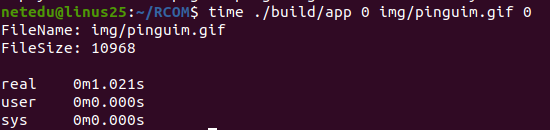 netedu@linus25:~/RCOM$ time ./build/app 0 img/pinguim.gif 0
FileName: img/pinguim.gif
FileSize: 10968
real    0m1.021s
user    0m0.000s
sys     0m0.000s